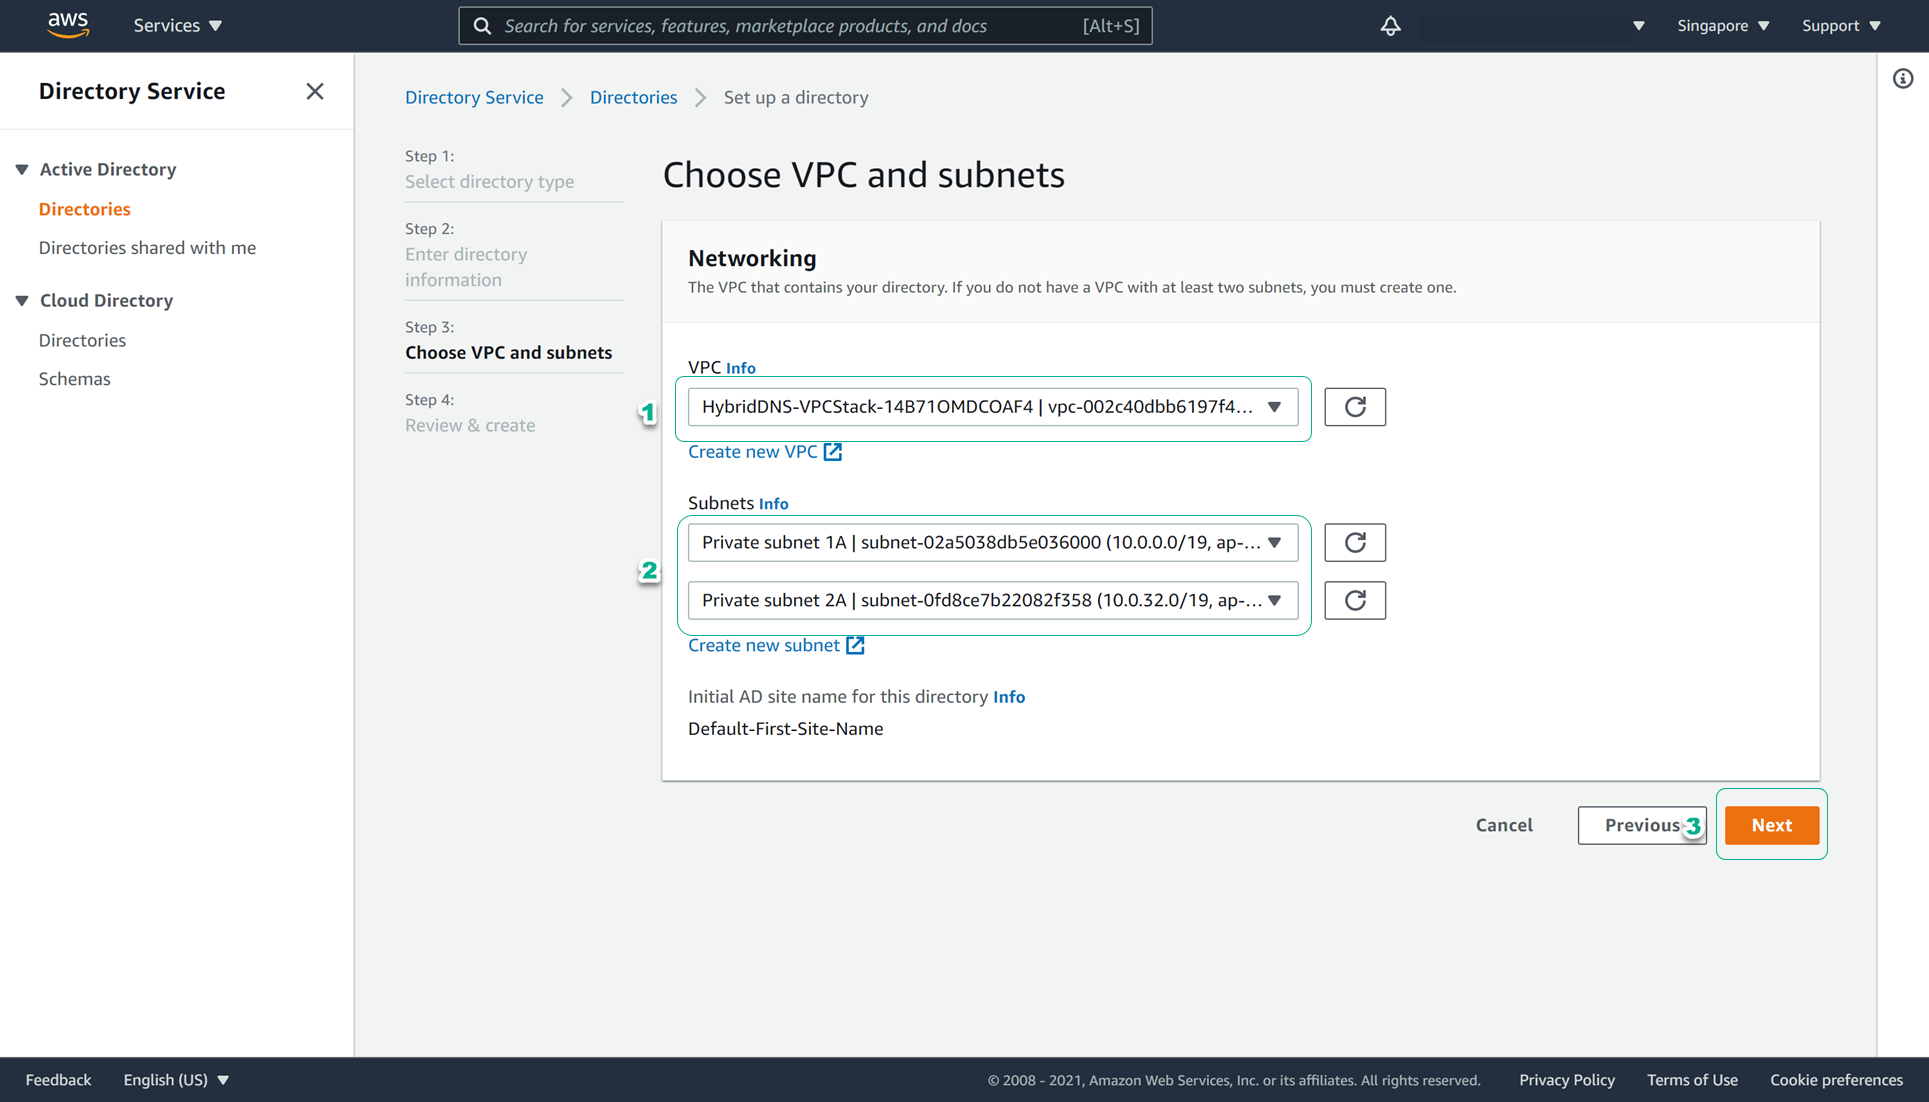 aws
Services
Search for services, features, marketplace products, and docs [Alt+S]
Singapore
Support
Directory Service
Active Directory
Directories
Directories shared with me
Cloud Directory
Directories
Schemas
Directory Service > Directories > Set up a directory
Step 1:
Select directory type
Step 2:
Enter directory
information
Step 3:
Choose VPC and subnets
Step 4:
Review & create
Choose VPC and subnets
Networking
The VPC that contains your directory. If you do not have a VPC with at least two subnets, you must create one.
VPC Info
1
HybridDNS-VPCStack-14B71OMDCOAF4 | vpc-002c40dbb6197f4...
Create new VPC
Subnets Info
2
Private subnet 1A | subnet-02a5038db5e036000 (10.0.0.0/19, ap-...
Private subnet 2A | subnet-0fd8ce7b22082f358 (10.0.32.0/19, ap-...
Create new subnet
Initial AD site name for this directory Info
Default-First-Site-Name
Cancel
Previous
3
Next
Feedback
English (US)
© 2008 - 2021, Amazon Web Services, Inc. or its affiliates. All rights reserved.
Privacy Policy
Terms of Use
Cookie preferences